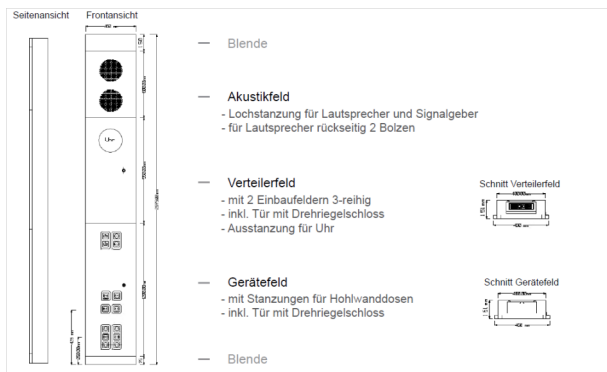 Seitenansicht
Frontansicht
Blende
Akustikfeld
- Lochstanzung für Lautsprecher und Signalgeber
- für Lautsprecher rückseitig 2 Bolzen
Uhr
Verteilerfeld
- mit 2 Einbaufeldern 3-reihig
- inkl. Tür mit Drehriegelschloss
- Ausstanzung für Uhr
Schnitt Verteilerfeld
Gerätefeld
- mit Stanzungen für Hohlwanddosen
- inkl. Tür mit Drehriegelschloss
Schnitt Gerätefeld
Blende